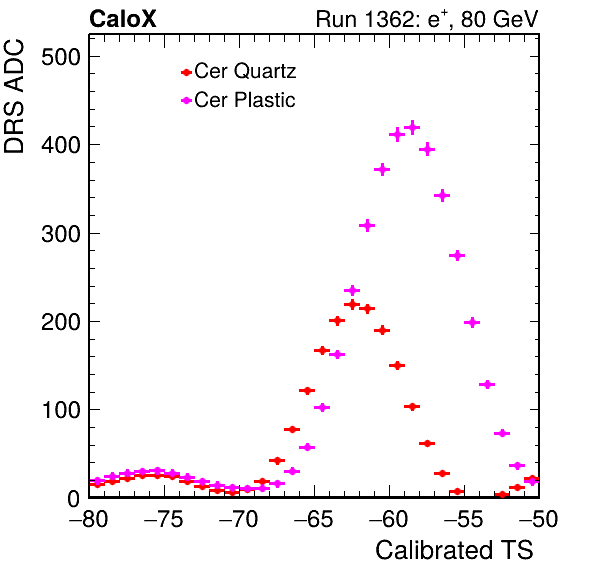 CaloX Run 1362: e⁺, 80 GeV
DRS ADC
500
400
300
200
100
0
Cer Quartz
Cer Plastic
−80 −75 −70 −65 −60 −55 −50
Calibrated TS